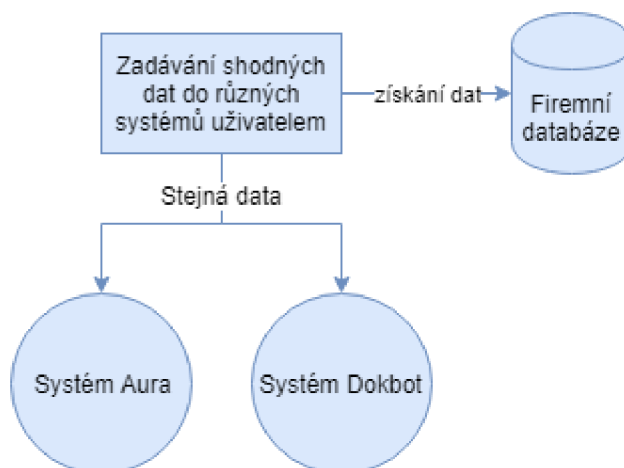 Zadávání shodných
dat do různých
systémů uživatelem
získání dat
Firemní
databáze
Stejná data
Systém Aura
Systém Dokbot